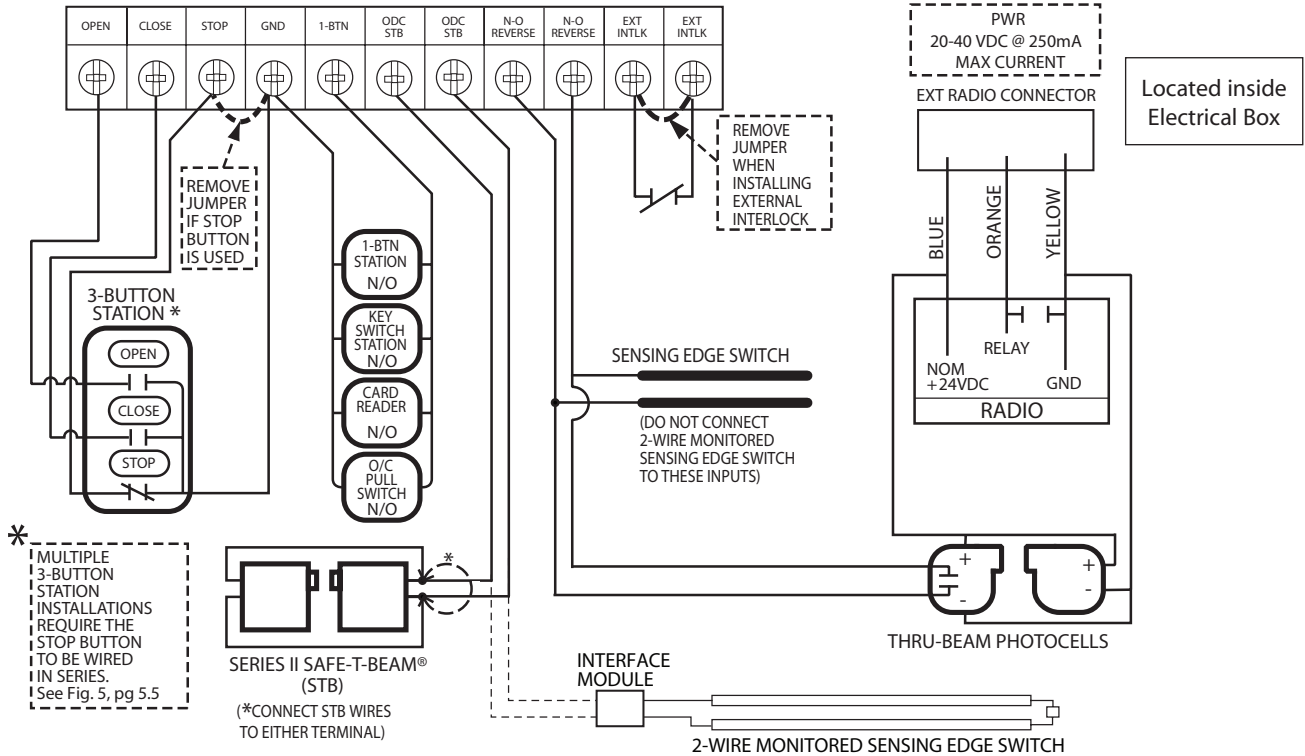 OPEN
CLOSE
STOP
GND
1-BTN
ODC
STB
ODC
STB
N-O
REVERSE
N-O
REVERSE
EXT
INTLK
EXT
INTLK
PWR
20-40 VDC @ 250mA
MAX CURRENT
EXT RADIO CONNECTOR
Located inside
Electrical Box
REMOVE
JUMPER
IF STOP
BUTTON
IS USED
REMOVE
JUMPER
WHEN
INSTALLING
EXTERNAL
INTERLOCK
BLUE
ORANGE
YELLOW
3-BUTTON
STATION *
OPEN
CLOSE
STOP
1-BTN
STATION
N/O
KEY
SWITCH
STATION
N/O
CARD
READER
N/O
O/C
PULL
SWITCH
N/O
SENSING EDGE SWITCH
(DO NOT CONNECT
2-WIRE MONITORED
SENSING EDGE SWITCH
TO THESE INPUTS)
RELAY
NOM
+24VDC
GND
RADIO
*
MULTIPLE
3-BUTTON
STATION
INSTALLATIONS
REQUIRE THE
STOP BUTTON
TO BE WIRED
IN SERIES.
See Fig. 5, pg 5.5
*
SERIES II SAFE-T-BEAM®
(STB)
(*CONNECT STB WIRES
TO EITHER TERMINAL)
+
-
+
-
THRU-BEAM PHOTOCELLS
INTERFACE
MODULE
2-WIRE MONITORED SENSING EDGE SWITCH